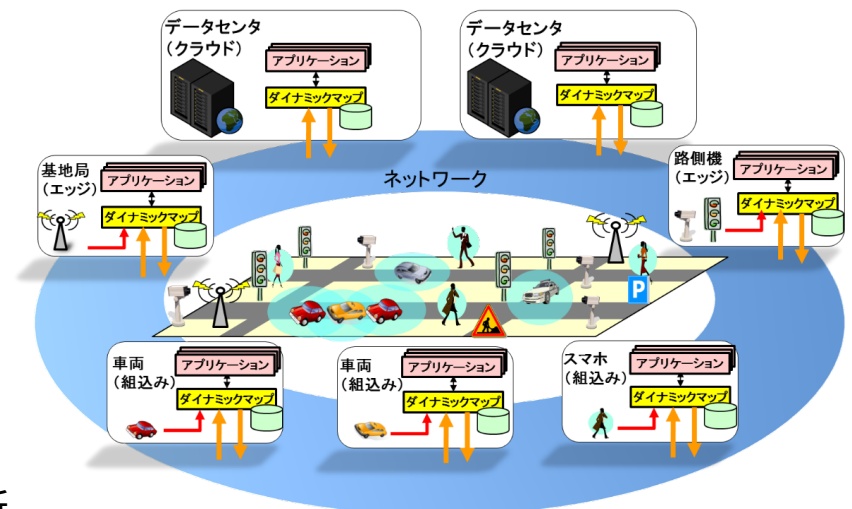 データセンタ
(クラウド)
アプリケーション
ダイナミックマップ
データセンタ
(クラウド)
アプリケーション
ダイナミックマップ
基地局
(エッジ)
アプリケーション
ダイナミックマップ
ネットワーク
路側機
(エッジ)
アプリケーション
ダイナミックマップ
P
車両
(組込み)
アプリケーション
ダイナミックマップ
車両
(組込み)
アプリケーション
ダイナミックマップ
スマホ
(組込み)
アプリケーション
ダイナミックマップ